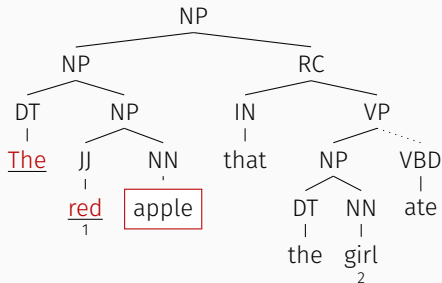 NP
NP RC
DT NP IN VP
The JJ NN that NP VBD
red apple DT NN ate
1 the girl
2